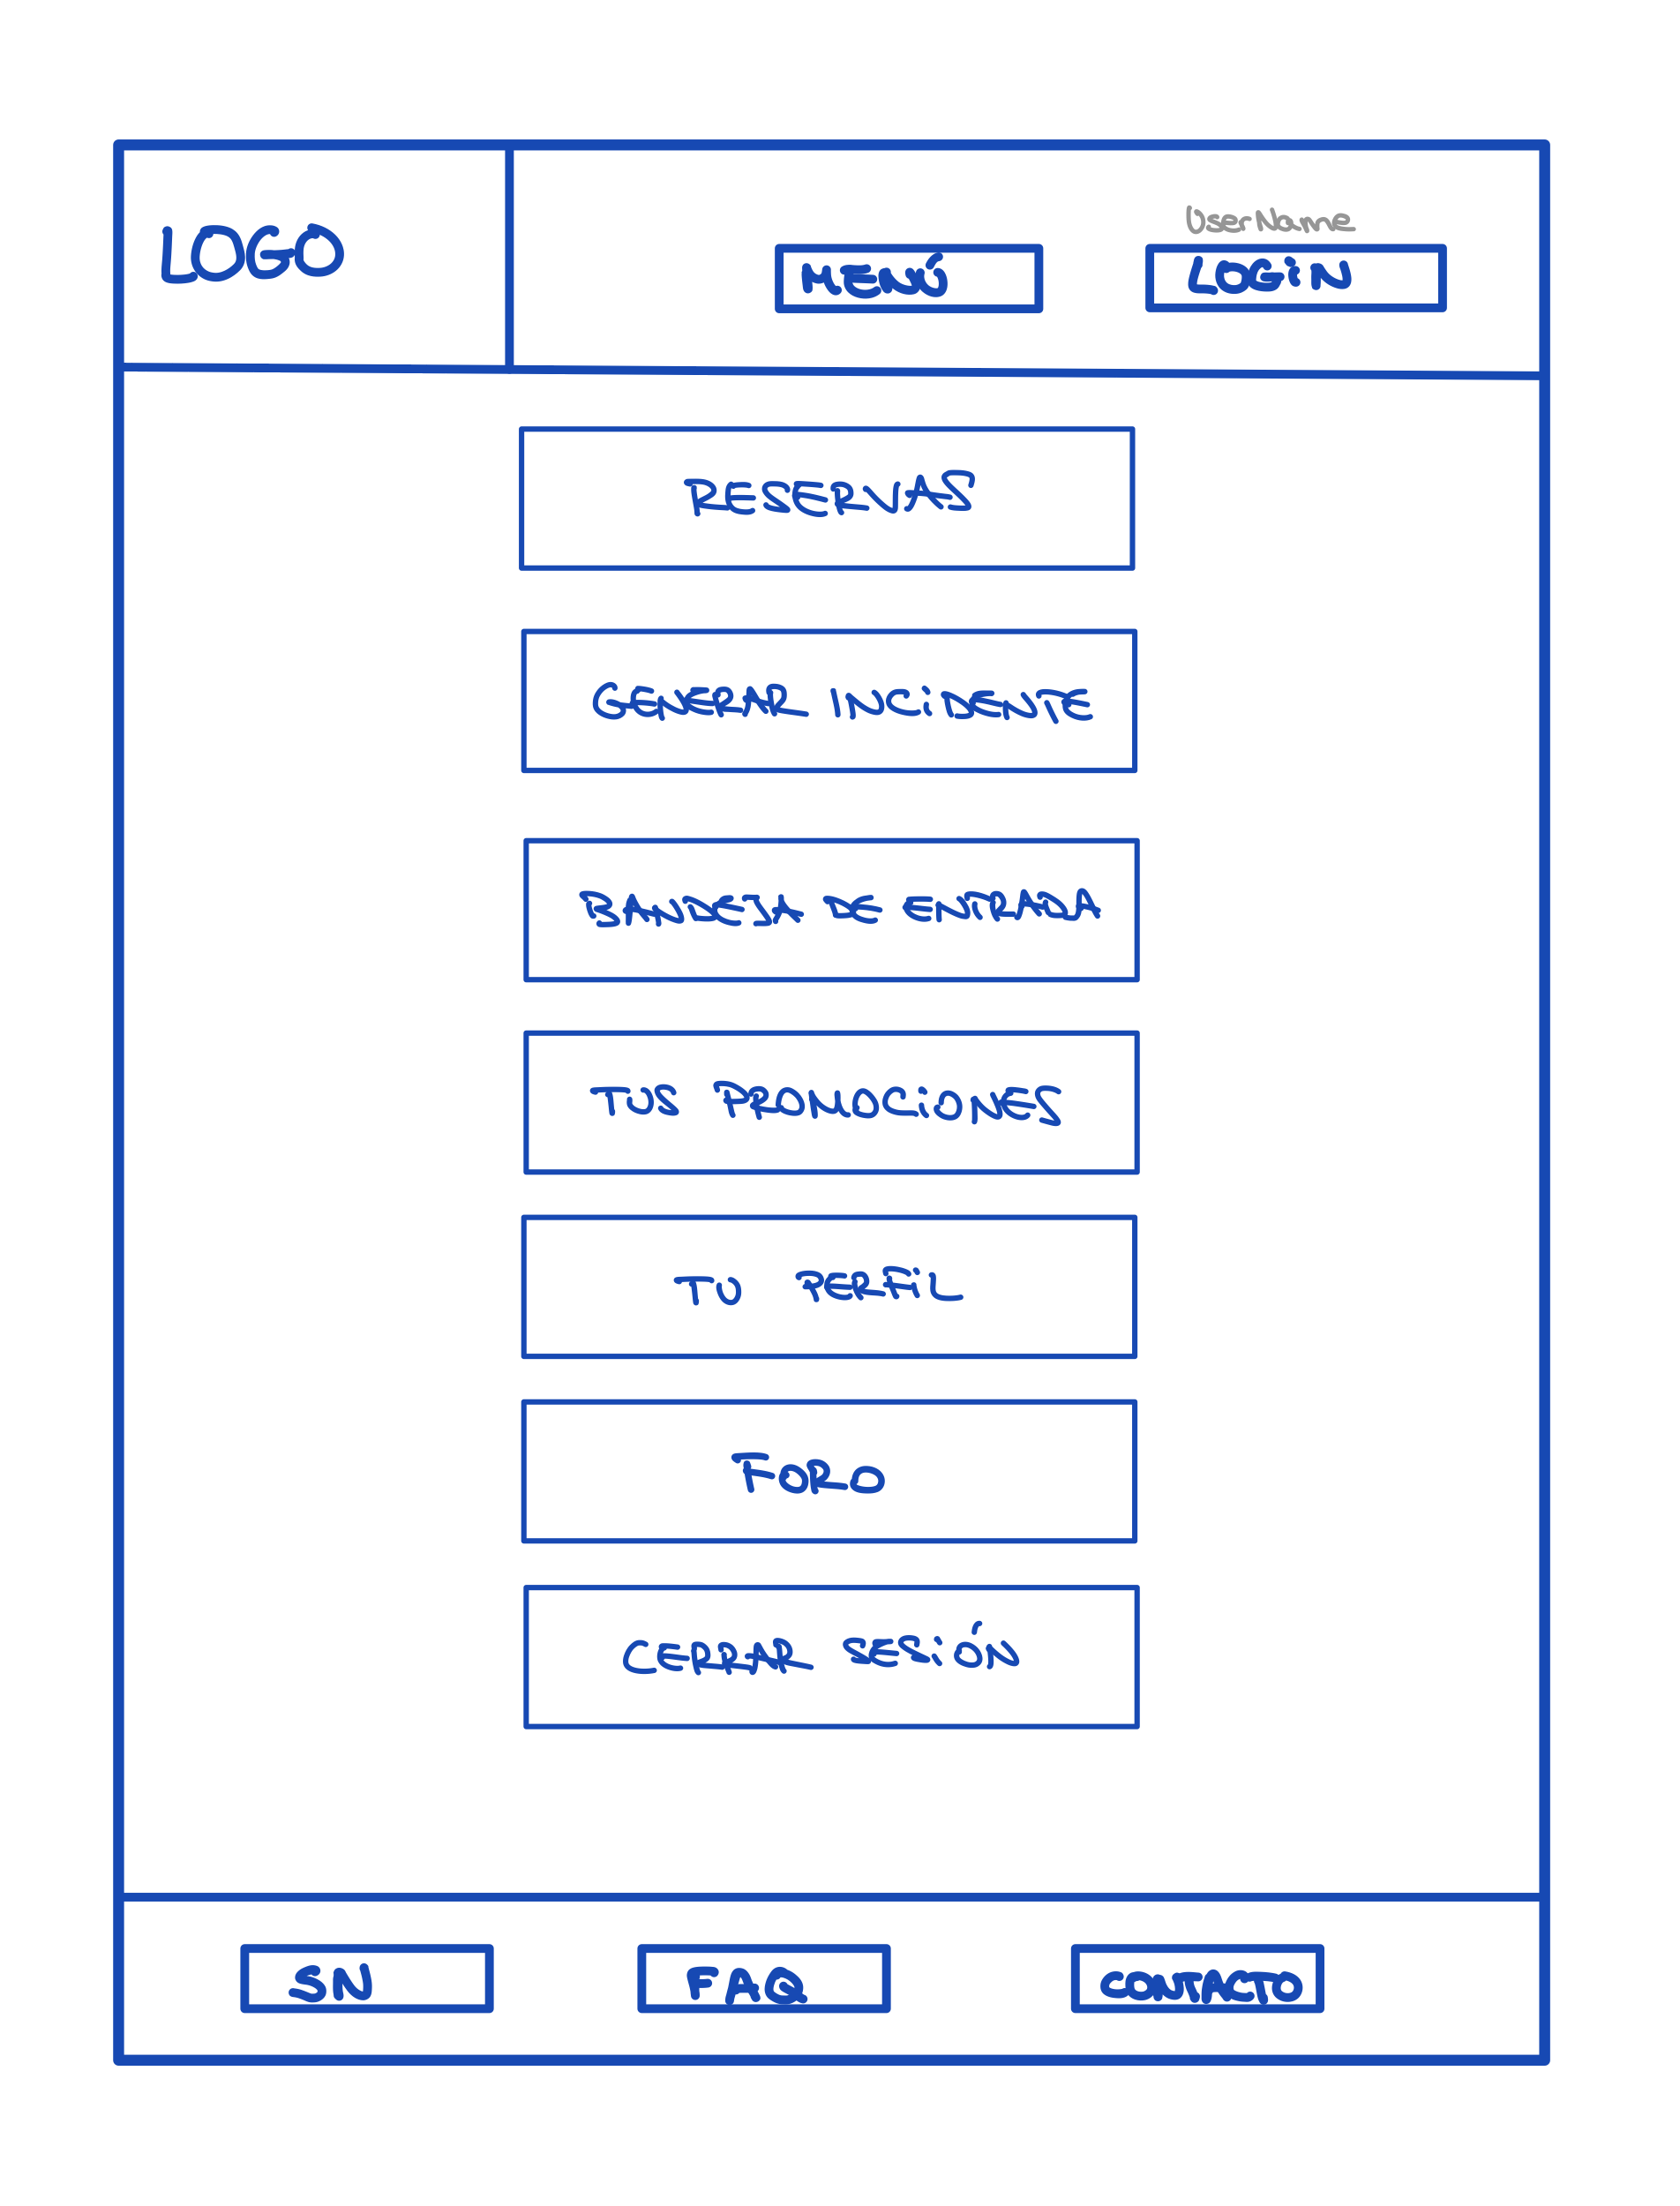 LOGO
UserName
MENÚ
LOGiN
RESERVAS
GENERAR INCiDENTE
BANDEJA DE ENTRADA
TUS PROMOCiONES
TU PERFiL
FORO
CERRAR SESiÓN
SN
FAQ
CONTACTO